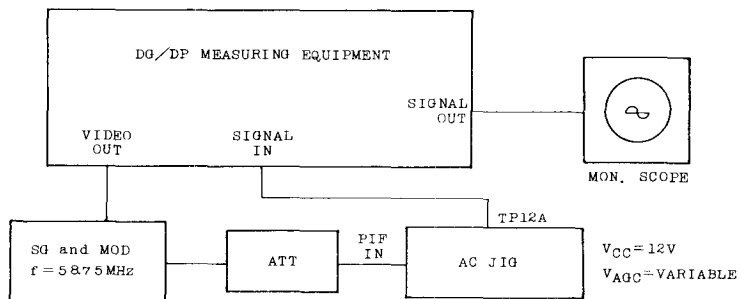 DG/DP MEASURING EQUIPMENT
SIGNAL
OUT
VIDEO
OUT
SIGNAL
IN
MON. SCOPE
TP12A
SG and MOD
f=58.75MHz
ATT
PIF
IN
AC JIG
VCC=12V
VAGC=VARIABLE